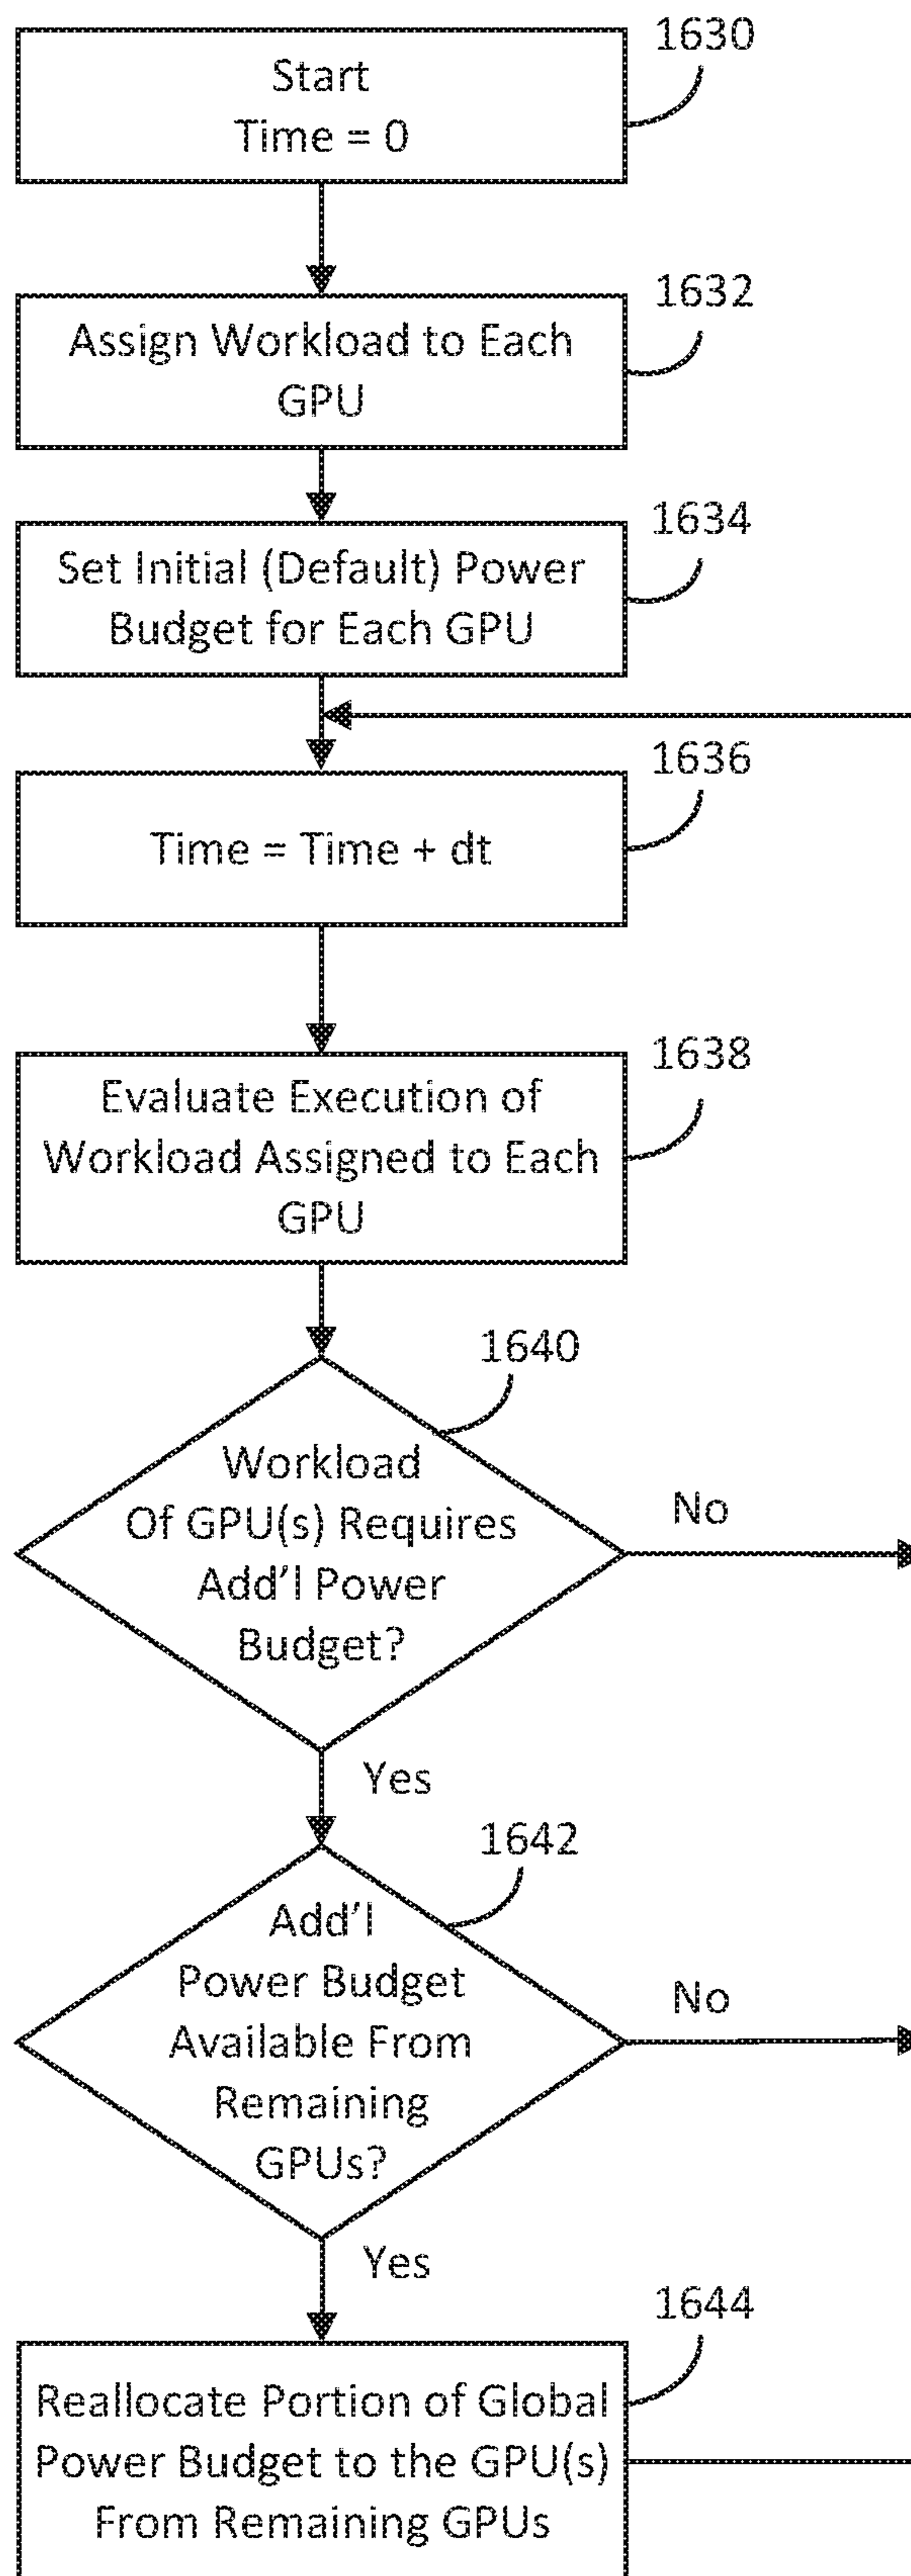 1630
Start
Time = 0
1632
Assign Workload to Each
GPU
1634
Set Initial (Default) Power
Budget for Each GPU
1636
Time = Time + dt
1638
Evaluate Execution of
Workload Assigned to Each
GPU
1640
Workload
Of GPU(s) Requires
Add'l Power
Budget?
No
Yes
1642
Add'l
Power Budget
Available From
Remaining
GPUs?
No
Yes
1644
Reallocate Portion of Global
Power Budget to the GPU(s)
From Remaining GPUs